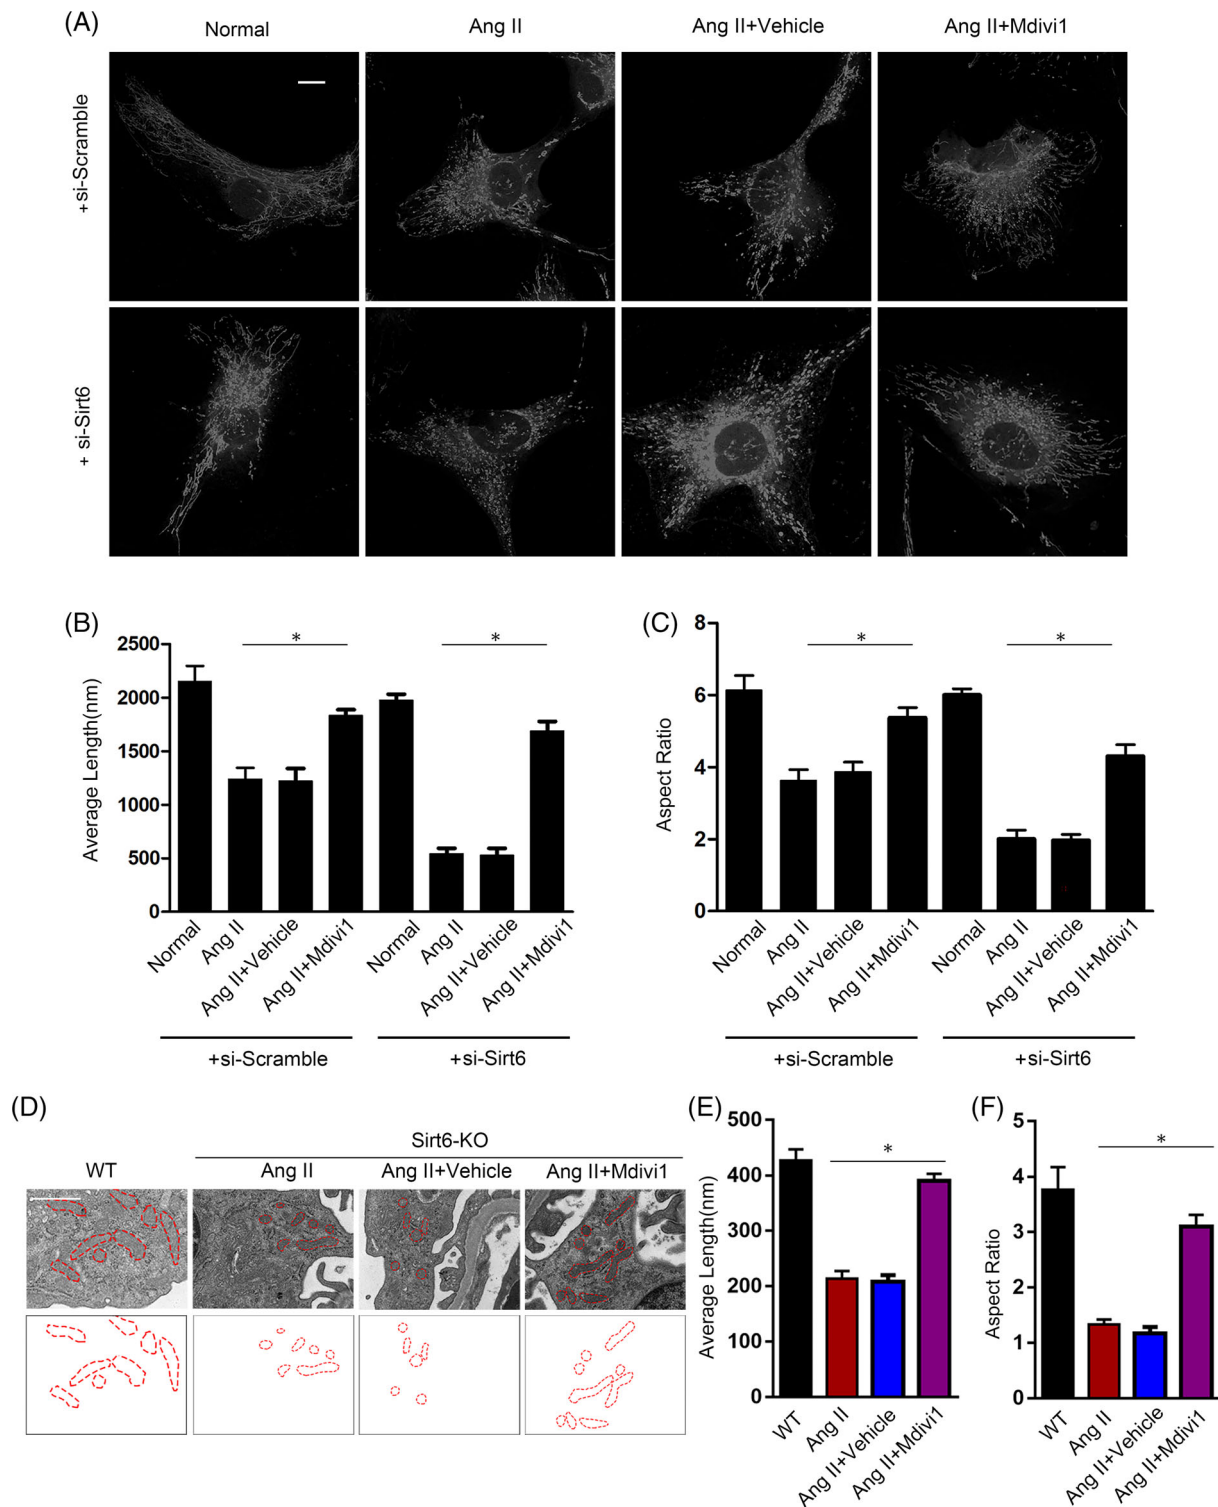 (A)
Normal
Ang II
Ang II+Vehicle
Ang II+Mdivi1
+si-Scramble
+ si-Sirt6
(B)
Average Length(nm)
2500
2000
1500
1000
500
0
*
*
Normal
Ang II
Ang II+Vehicle
Ang II+Mdivi1
Normal
Ang II
Ang II+Vehicle
Ang II+Mdivi1
+si-Scramble
+si-Sirt6
(C)
Aspect Ratio
8
6
4
2
0
*
*
Normal
Ang II
Ang II+Vehicle
Ang II+Mdivi1
Normal
Ang II
Ang II+Vehicle
Ang II+Mdivi1
+si-Scramble
+si-Sirt6
(D)
Sirt6-KO
WT
Ang II
Ang II+Vehicle
Ang II+Mdivi1
(E)
Average Length(nm)
500
400
300
200
100
0
*
WT
Ang II
Ang II+Vehicle
Ang II+Mdivi1
(F)
Aspect Ratio
5
4
3
2
1
0
*
WT
Ang II
Ang II+Vehicle
Ang II+Mdivi1